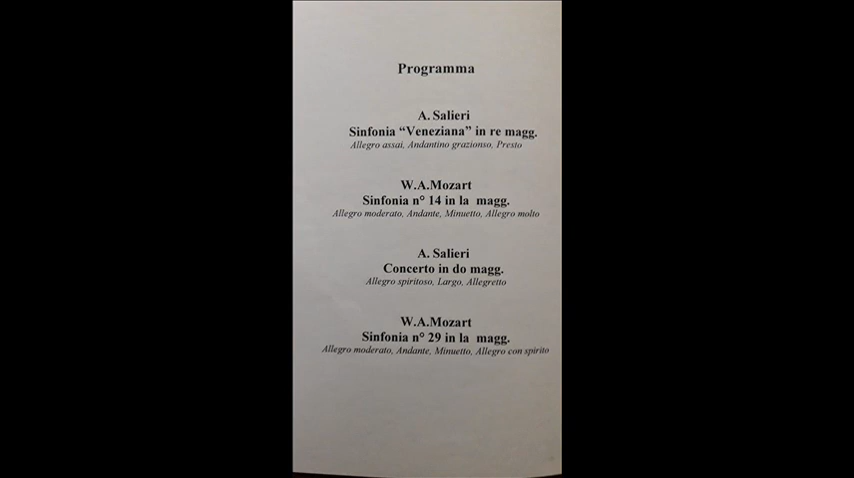 Programma
A. Salieri
Sinfonia “Veneziana” in re magg.
Allegro assai, Andantino grazionso, Presto
W.A.Mozart
Sinfonia n° 14 in la magg.
Allegro moderato, Andante, Minuetto, Allegro molto
A. Salieri
Concerto in do magg.
Allegro spiritoso, Largo, Allegretto
W.A.Mozart
Sinfonia n° 29 in la magg.
Allegro moderato, Andante, Minuetto, Allegro con spirito